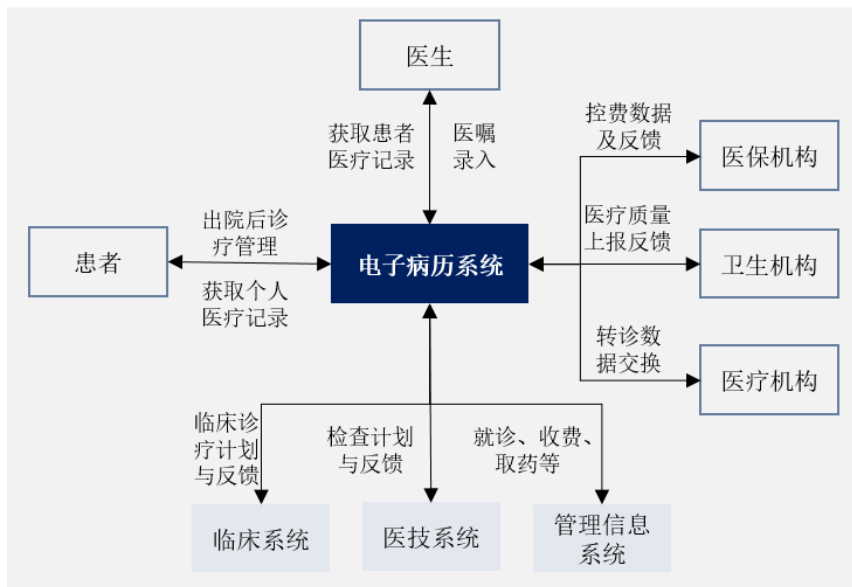 医生
获取患者
医疗记录
医嘱
录入
控费数据
及反馈
医保机构
出院后诊
疗管理
患者
获取个人
医疗记录
电子病历系统
医疗质量
上报反馈
卫生机构
转诊数
据交换
医疗机构
临床诊
疗计划
与反馈
检查计划
与反馈
就诊、收费、
取药等
临床系统
医技系统
管理信息
系统